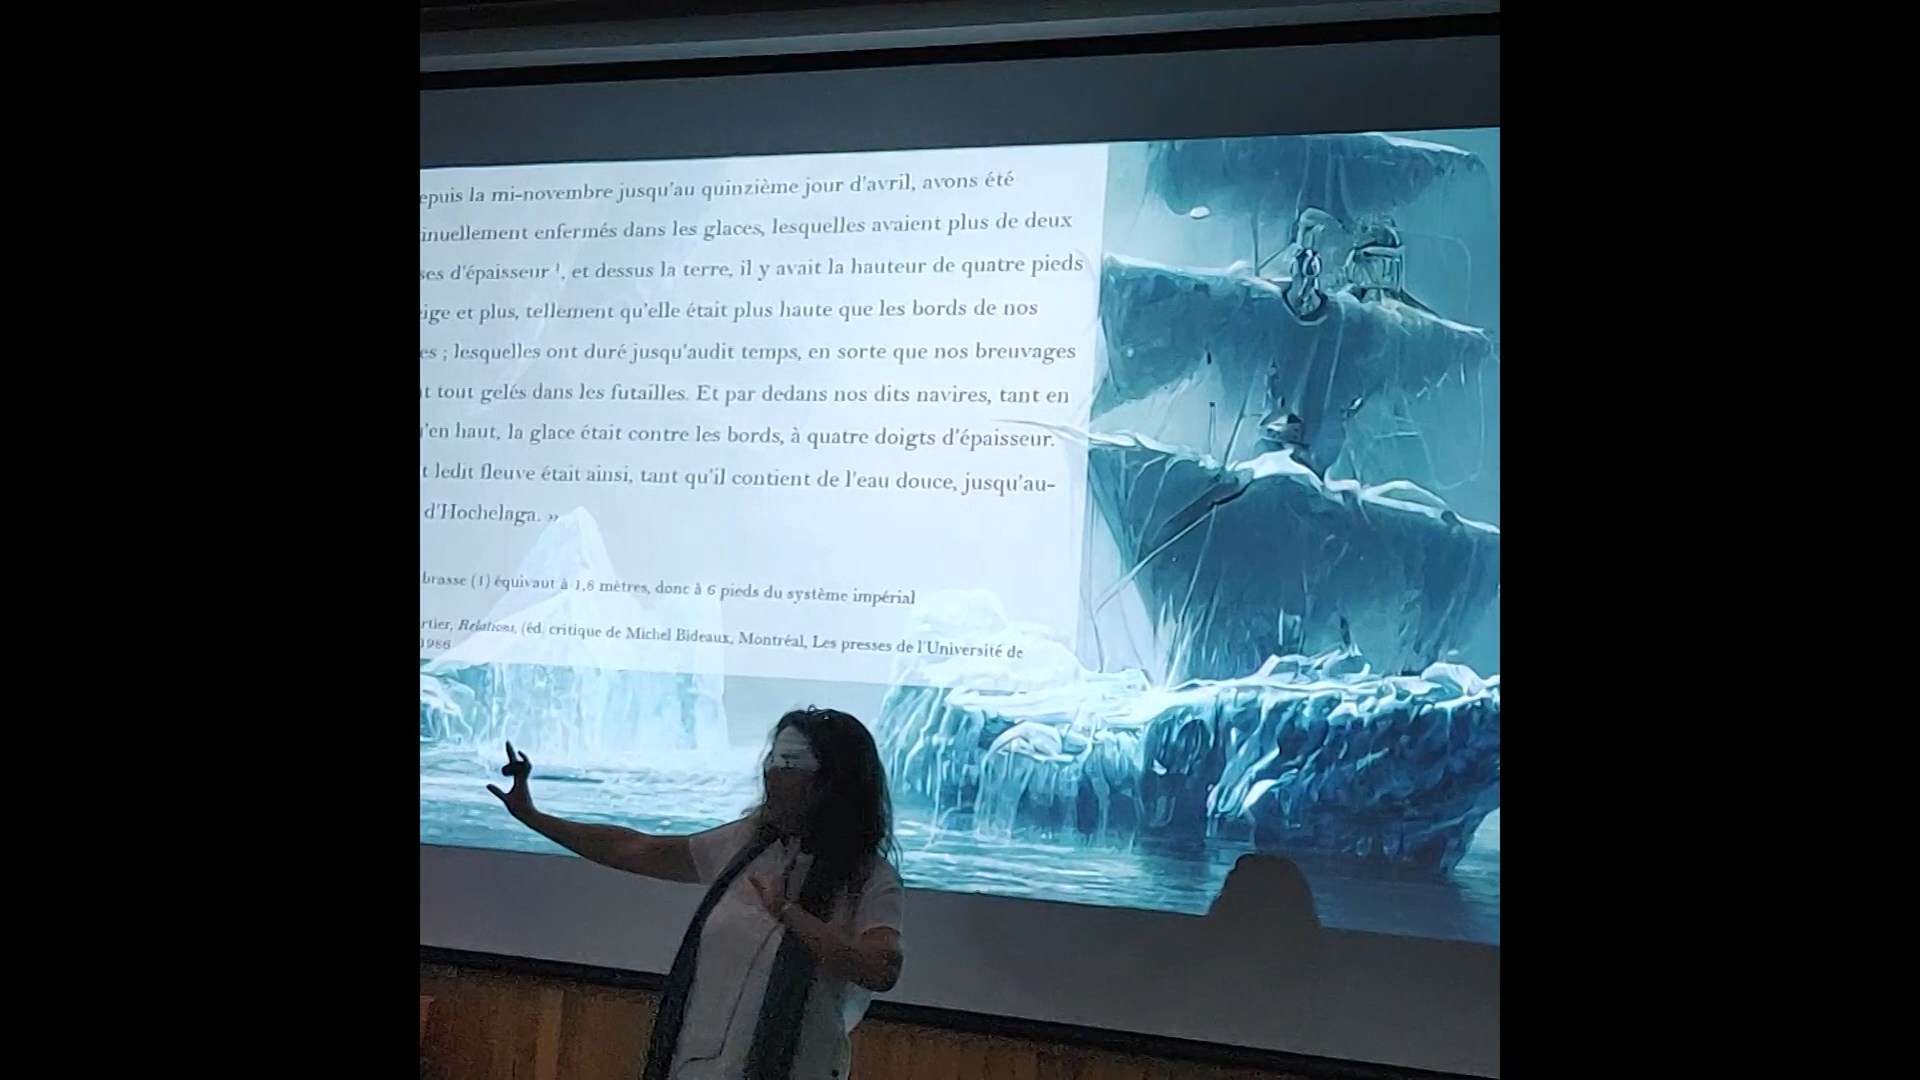 epuis la mi-novembre jusqu'au quinzième jour d'avril, avons été
inuellement enfermés dans les glaces, lesquelles avaient plus de deux
ses d'épaisseur ¹, et dessus la terre, il y avait la hauteur de quatre pieds
ige et plus, tellement qu'elle était plus haute que les bords de nos
es ; lesquelles ont duré jusqu'audit temps, en sorte que nos breuvages
t tout gelés dans les futailles. Et par dedans nos dits navires, tant en
'en haut, la glace était contre les bords, à quatre doigts d'épaisseur.
t ledit fleuve était ainsi, tant qu'il contient de l'eau douce, jusqu'au-
d'Hochelaga. »
brasse (1) équivaut à 1,8 mètres, donc à 6 pieds du système impérial
rtier, Relations, (éd. critique de Michel Bideaux, Montréal, Les presses de l'Université de
1986